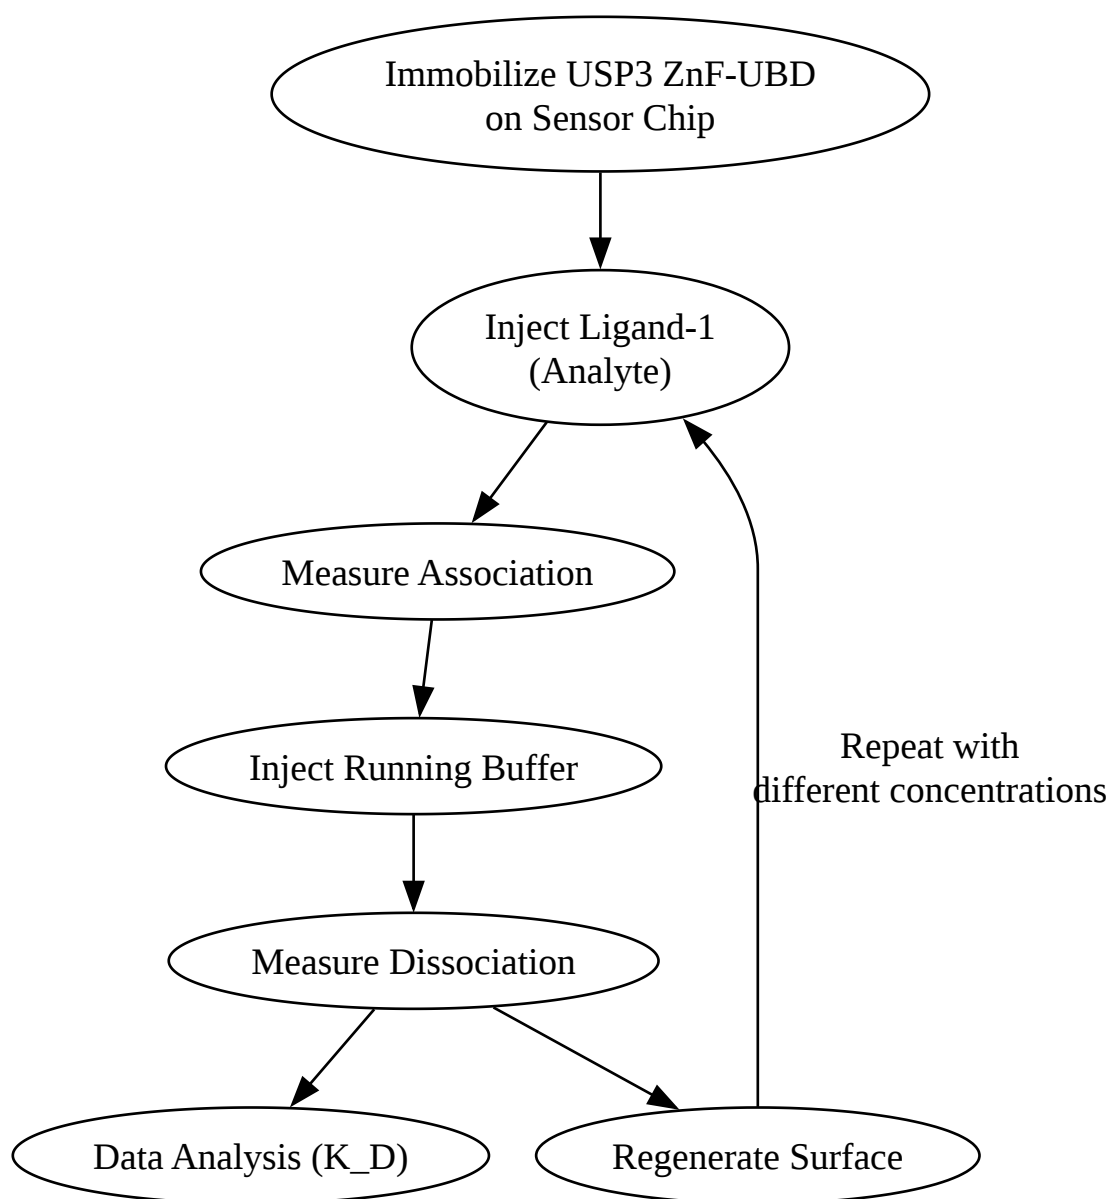 Immobilize USP3 ZnF-UBD
on Sensor Chip
Inject Ligand-1
(Analyte)
Measure Association
Inject Running Buffer
Repeat with
different concentrations
Measure Dissociation
Data Analysis (K_D)
Regenerate Surface